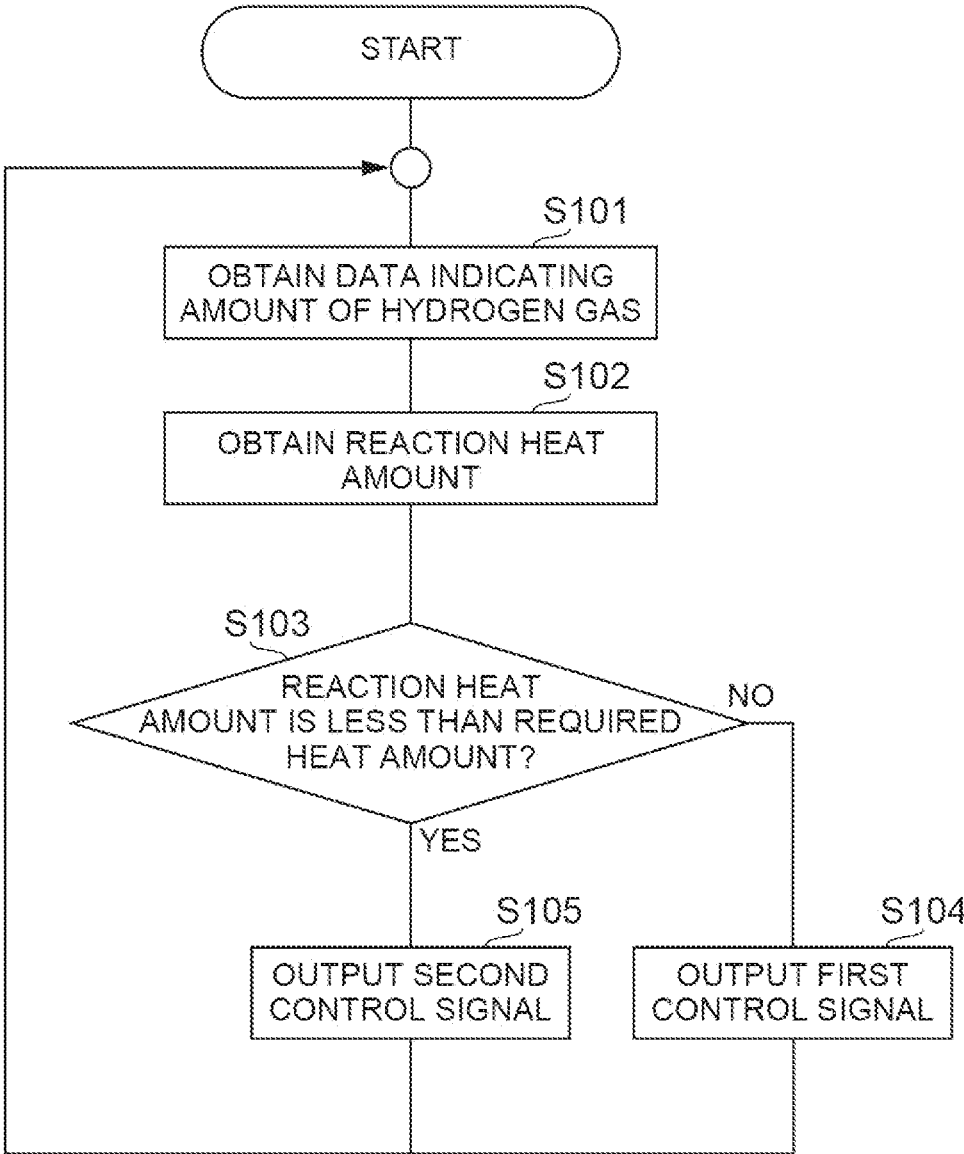 START
S101
OBTAIN DATA INDICATING
AMOUNT OF HYDROGEN GAS
S102
OBTAIN REACTION HEAT
AMOUNT
S103
REACTION HEAT
AMOUNT IS LESS THAN REQUIRED
HEAT AMOUNT?
NO
YES
S105
OUTPUT SECOND
CONTROL SIGNAL
S104
OUTPUT FIRST
CONTROL SIGNAL